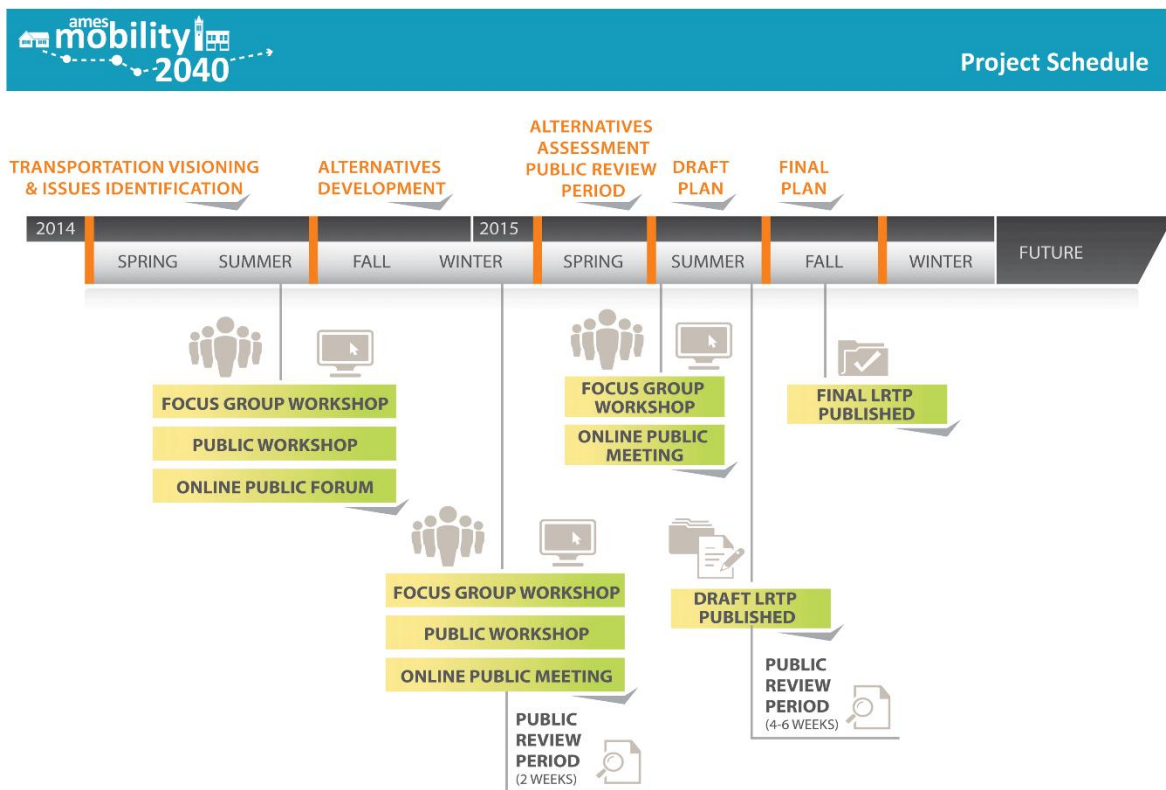 ames
mobility
2040
Project Schedule
TRANSPORTATION VISIONING
& ISSUES IDENTIFICATION
ALTERNATIVES
DEVELOPMENT
ALTERNATIVES
ASSESSMENT
PUBLIC REVIEW
PERIOD
DRAFT
PLAN
FINAL
PLAN
2014
2015
SPRING
SUMMER
FALL
WINTER
SPRING
SUMMER
FALL
WINTER
FUTURE
FOCUS GROUP WORKSHOP
PUBLIC WORKSHOP
ONLINE PUBLIC FORUM
FOCUS GROUP WORKSHOP
PUBLIC WORKSHOP
ONLINE PUBLIC MEETING
PUBLIC
REVIEW
PERIOD
(2 WEEKS)
FOCUS GROUP
WORKSHOP
ONLINE PUBLIC
MEETING
DRAFT LRTP
PUBLISHED
PUBLIC
REVIEW
PERIOD
(4-6 WEEKS)
FINAL LRTP
PUBLISHED